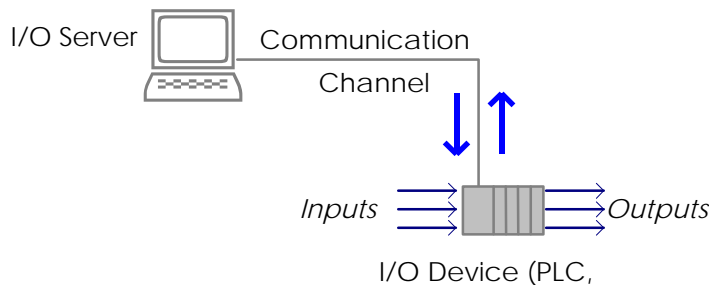 I/O Server
Communication
Channel
Inputs
Outputs
I/O Device (PLC,